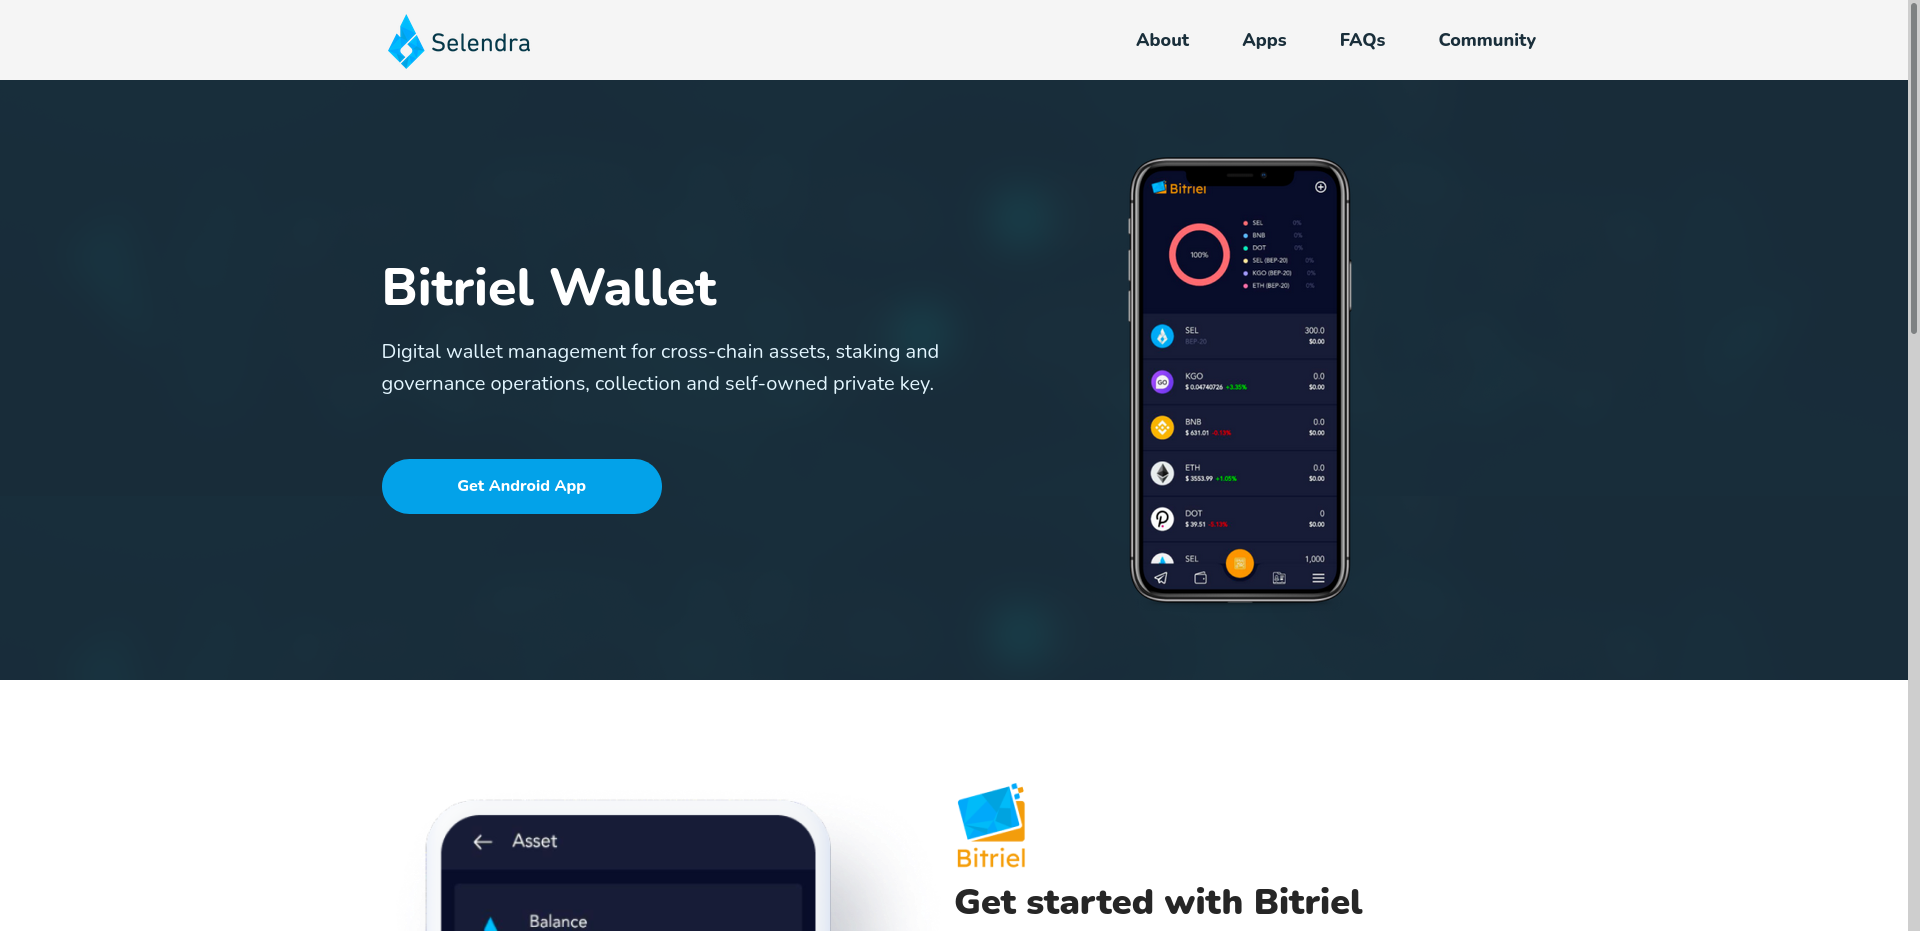 Selendra
About
Apps
FAQs
Community
Bitriel Wallet
Digital wallet management for cross-chain assets, staking and
governance operations, collection and self-owned private key.
Get Android App
Bitriel
100%
SEL 0%
BNB 0%
DOT 0%
SEL (BEP-20) 0%
KGO (BEP-20) 0%
ETH (BEP-20) 0%
SEL 300.0
BEP-20 $0.00
KGO 0.0
$ 0.04740726 +3.35% $0.00
BNB 0.0
$ 631.01 -0.13% $0.00
ETH 0.0
$ 3553.99 +1.05% $0.00
DOT 0
$ 39.51 $0.00
SEL 1,000
Asset
Balance
Bitriel
Get started with Bitriel